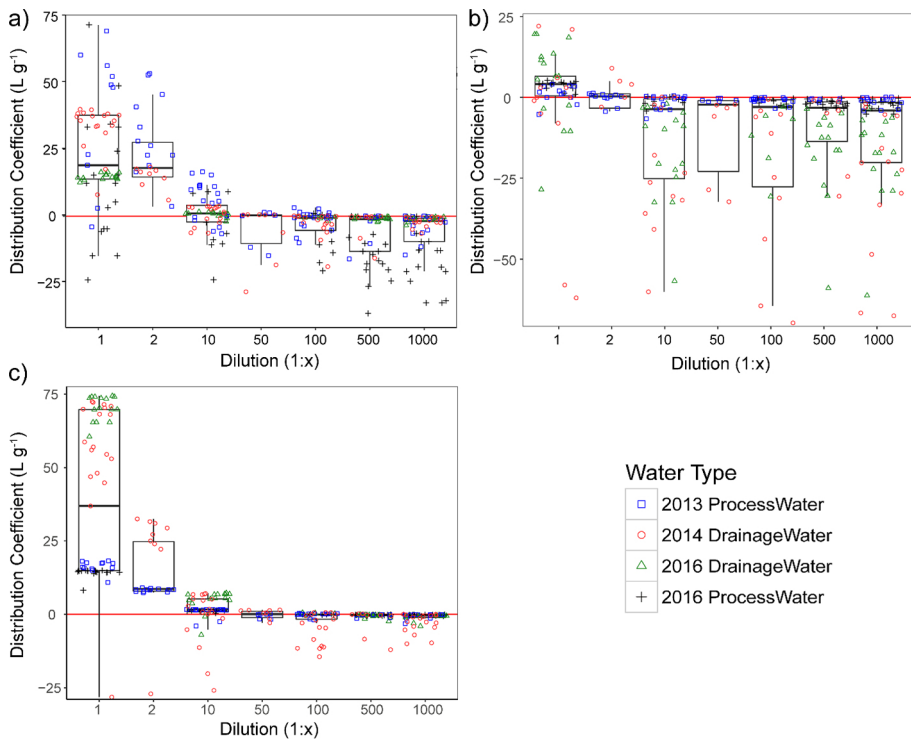 a)
Distribution Coefficient (L g⁻¹)
75
50
25
0
−25
1 2 10 50 100 500 1000
Dilution (1:x)
b)
Distribution Coefficient (L g⁻¹)
25
0
−25
−50
1 2 10 50 100 500 1000
Dilution (1:x)
c)
Distribution Coefficient (L g⁻¹)
75
50
25
0
−25
1 2 10 50 100 500 1000
Dilution (1:x)
Water Type
2013 ProcessWater
2014 DrainageWater
2016 DrainageWater
2016 ProcessWater